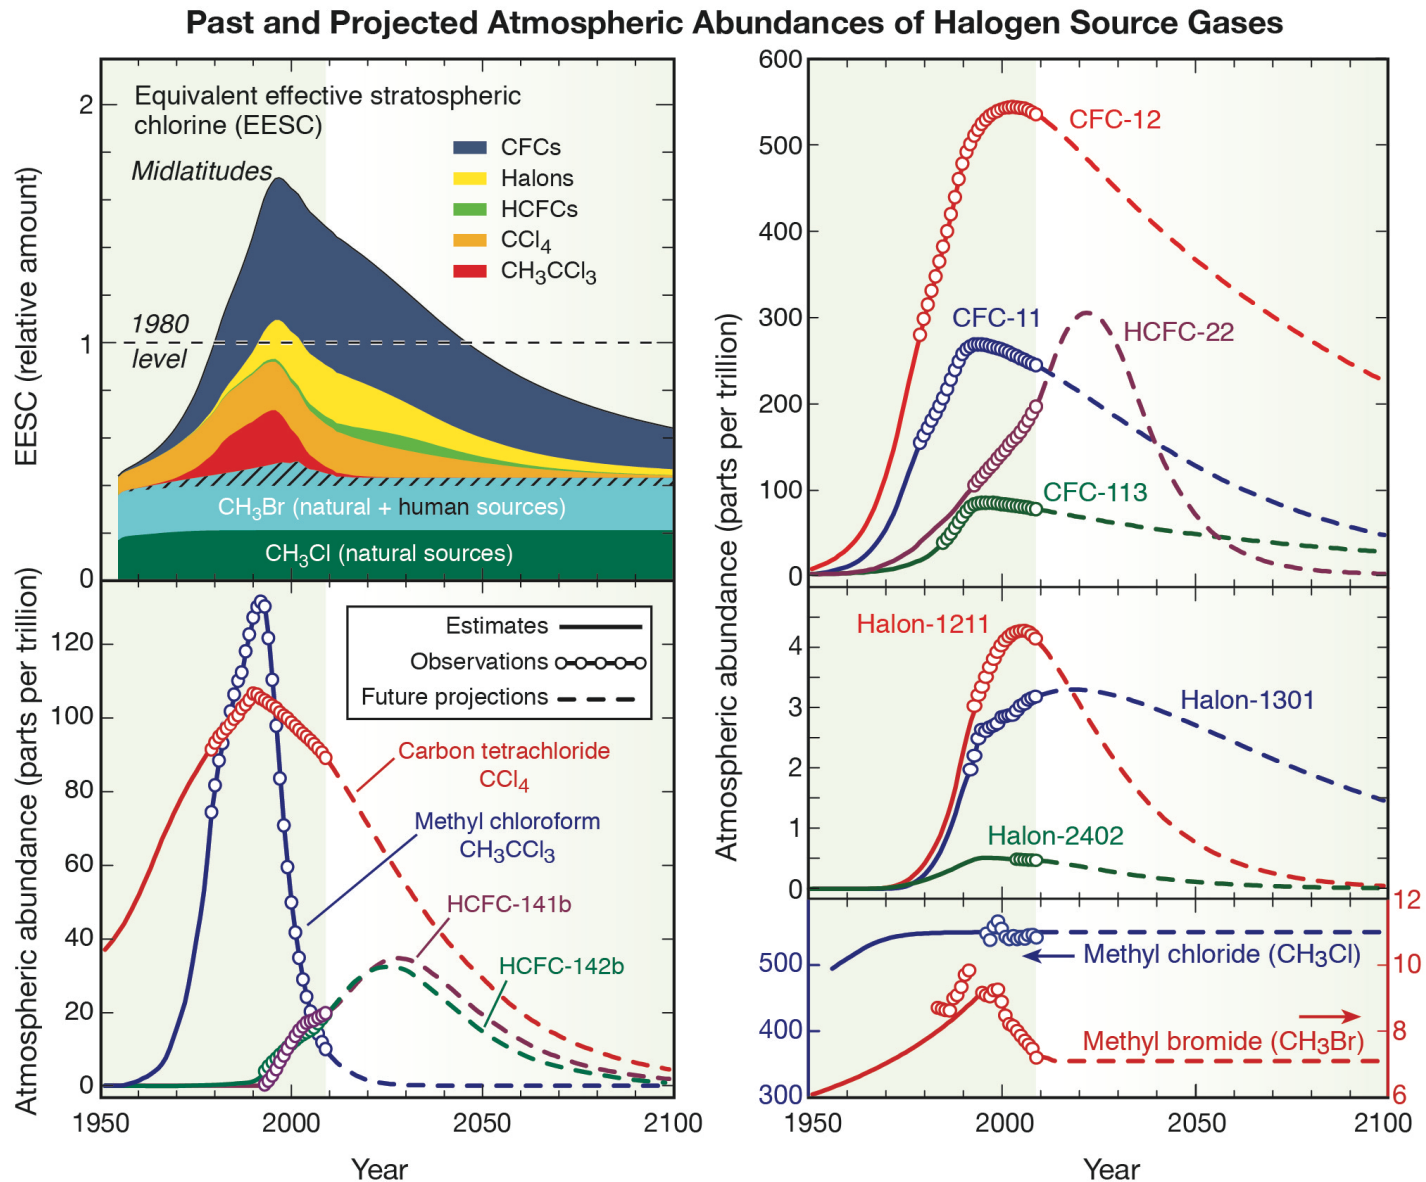 Past and Projected Atmospheric Abundances of Halogen Source Gases
EESC (relative amount)
2
1
0
Equivalent effective stratospheric
chlorine (EESC)
Midlatitudes
CFCs
Halons
HCFCs
CCl4
CH3CCl3
1980
level
CH3Br (natural + human sources)
CH3Cl (natural sources)
Atmospheric abundance (parts per trillion)
120
100
80
60
40
20
0
Estimates
Observations
Future projections
Carbon tetrachloride
CCl4
Methyl chloroform
CH3CCl3
HCFC-141b
HCFC-142b
1950
2000
2050
2100
Year
Atmospheric abundance (parts per trillion)
600
500
400
300
200
100
0
CFC-12
CFC-11
HCFC-22
CFC-113
4
3
2
1
0
Halon-1211
Halon-1301
Halon-2402
500
400
300
12
10
8
6
Methyl chloride (CH3Cl)
Methyl bromide (CH3Br)
1950
2000
2050
2100
Year